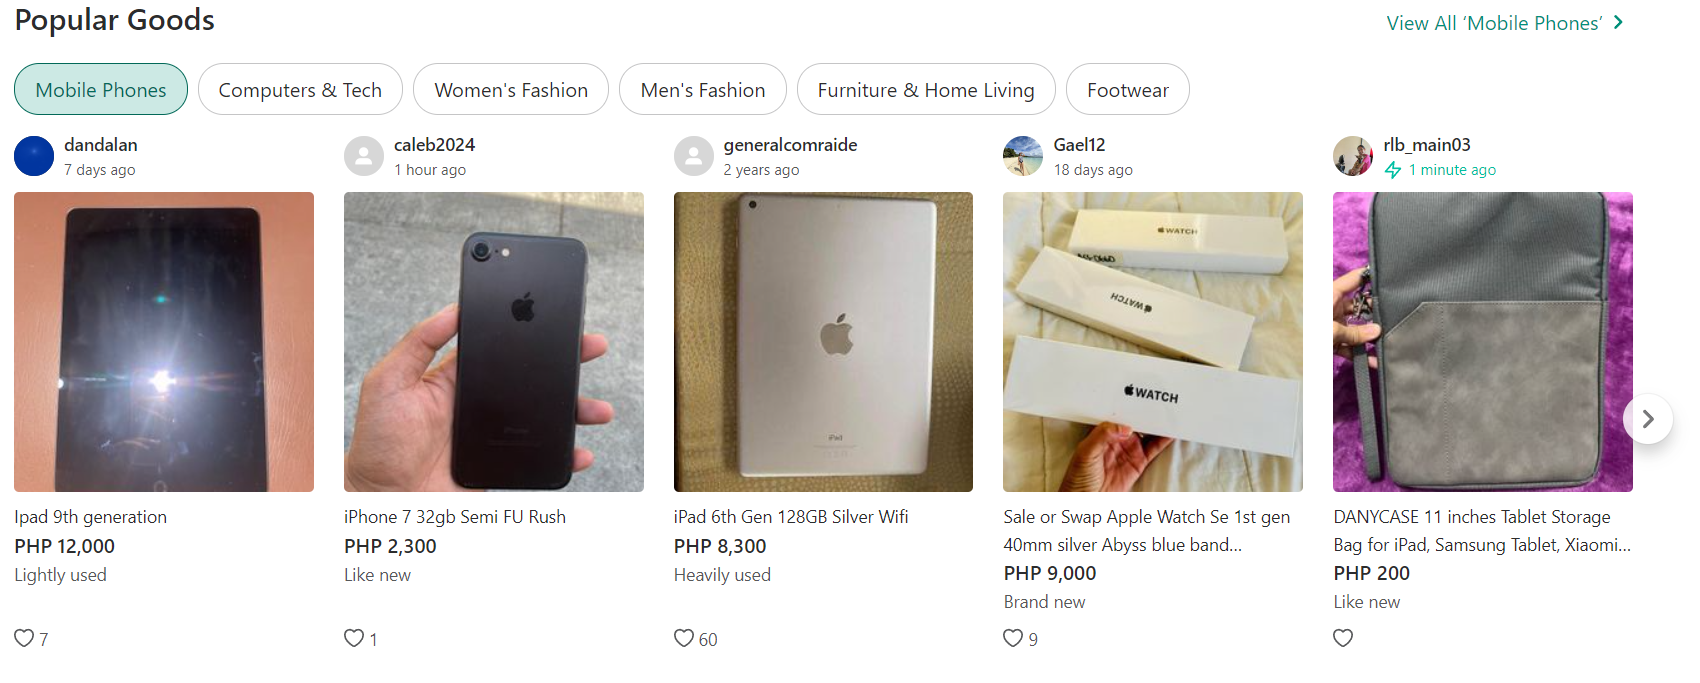 Popular Goods
View All ‘Mobile Phones’
Mobile Phones
Computers & Tech
Women's Fashion
Men's Fashion
Furniture & Home Living
Footwear
dandalan
7 days ago
Ipad 9th generation
PHP 12,000
Lightly used
7
caleb2024
1 hour ago
iPhone 7 32gb Semi FU Rush
PHP 2,300
Like new
1
generalcomraide
2 years ago
iPad
iPad 6th Gen 128GB Silver Wifi
PHP 8,300
Heavily used
60
Gael12
18 days ago
WATCH
WATCH
WATCH
Sale or Swap Apple Watch Se 1st gen
40mm silver Abyss blue band...
PHP 9,000
Brand new
9
rlb_main03
1 minute ago
DANYCASE 11 inches Tablet Storage
Bag for iPad, Samsung Tablet, Xiaomi...
PHP 200
Like new